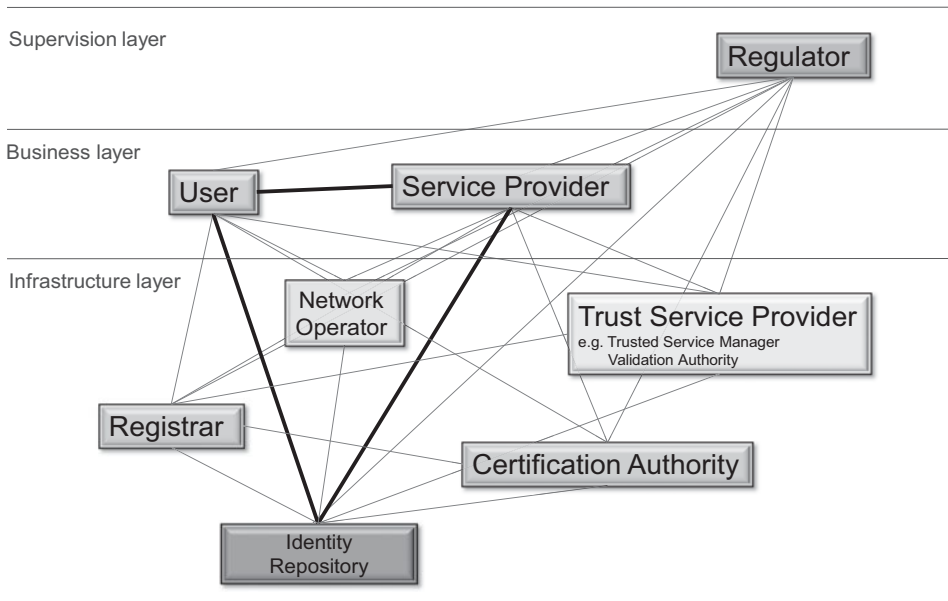 Supervision layer
Regulator
Business layer
User
Service Provider
Infrastructure layer
Network
Operator
Trust Service Provider
e.g. Trusted Service Manager
Validation Authority
Registrar
Certification Authority
Identity
Repository